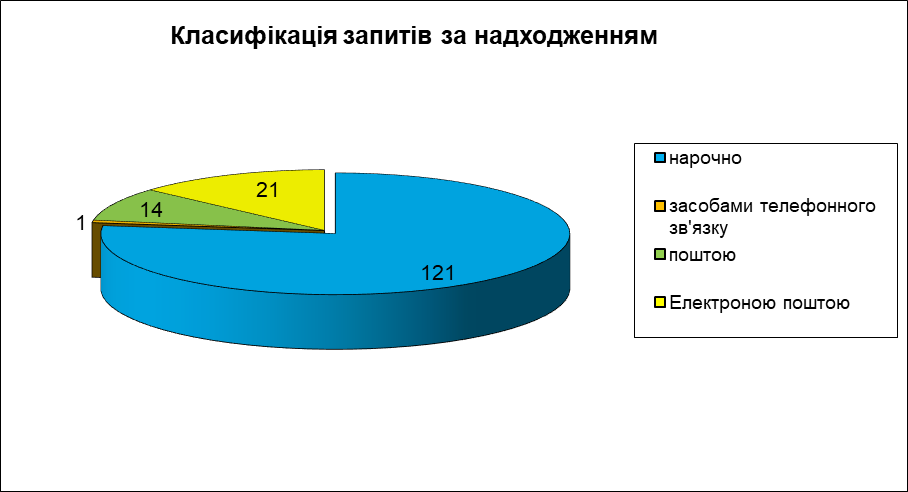 Класифікація запитів за надходженням
21
14
1
121
нарочно
засобами телефонного
зв'язку
поштою
Електроною поштою